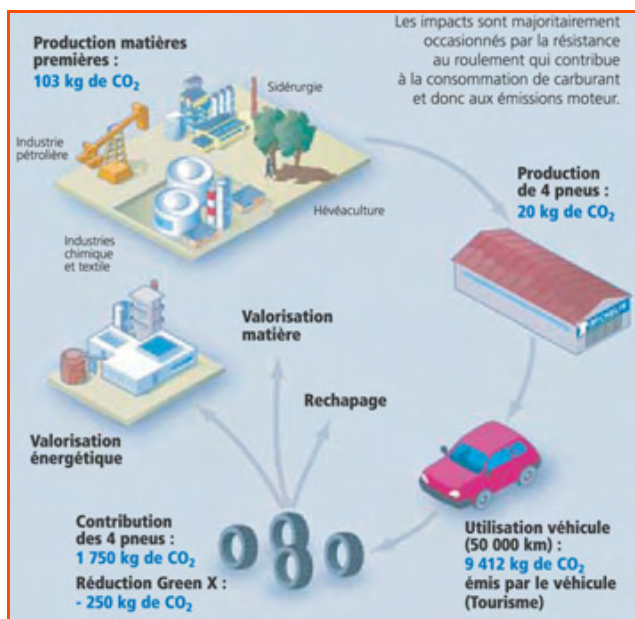 Les impacts sont majoritairement
occasionnés par la résistance
au roulement qui contribue
à la consommation de carburant
et donc aux émissions moteur.
Production matières
premières :
103 kg de CO₂
Sidérurgie
Industrie
pétrolière
Hévéaculture
Industries
chimique
et textile
Production
de 4 pneus :
20 kg de CO₂
MICHELIN
Valorisation
matière
Rechapage
Valorisation
énergétique
Contribution
des 4 pneus :
1 750 kg de CO₂
Réduction Green X :
- 250 kg de CO₂
Utilisation véhicule
(50 000 km) :
9 412 kg de CO₂
émis par le véhicule
(Tourisme)